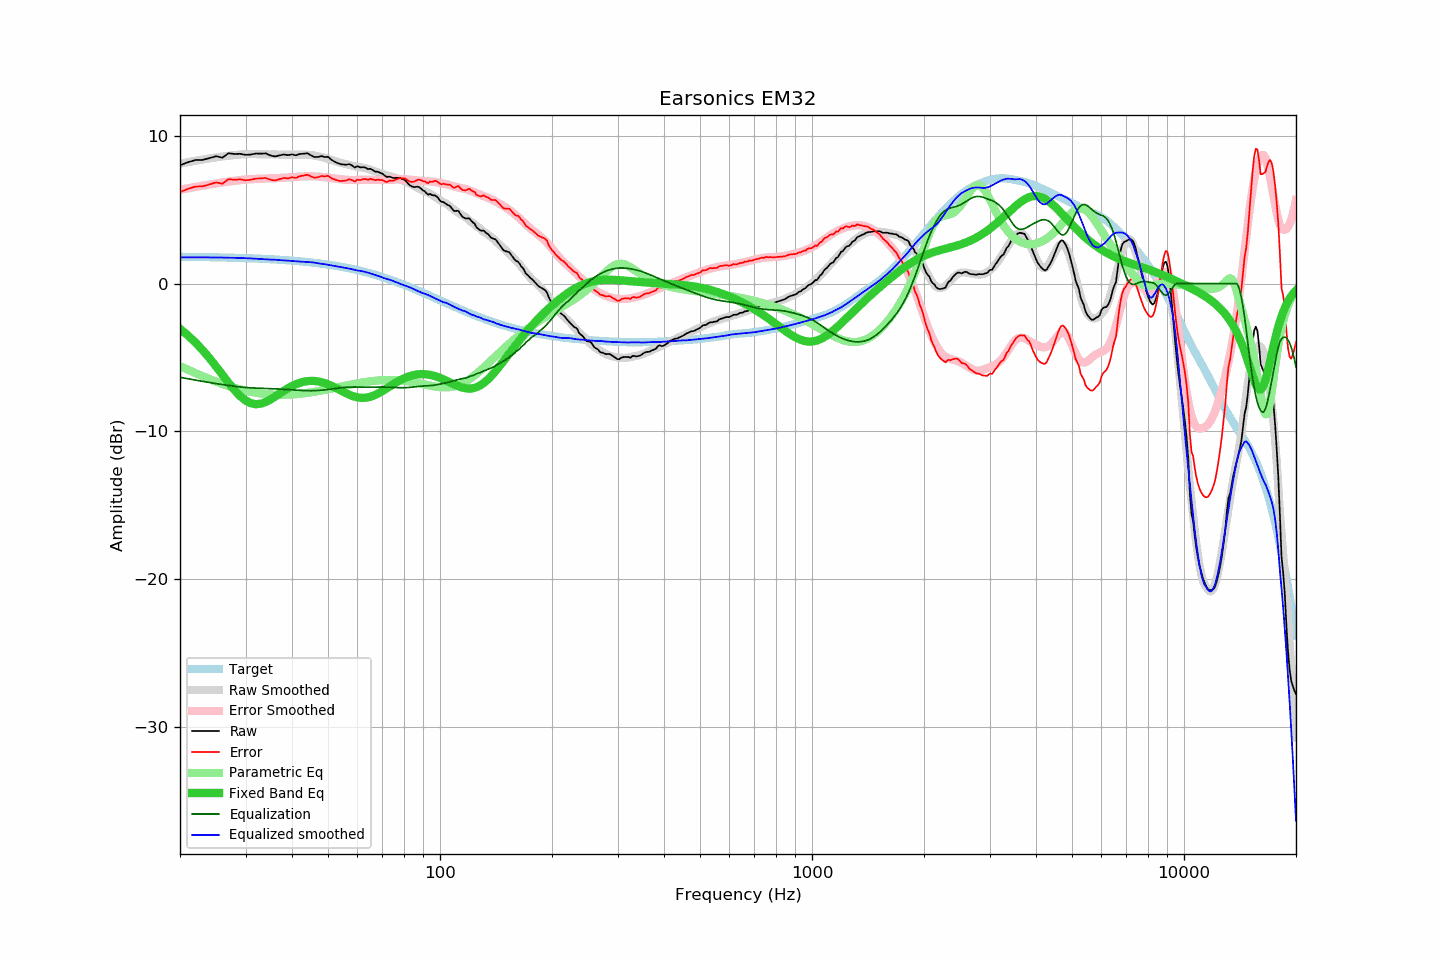 Earsonics EM32
10
0
−10
−20
−30
Amplitude (dBr)
100
1000
10000
Frequency (Hz)
Target
Raw Smoothed
Error Smoothed
Raw
Error
Parametric Eq
Fixed Band Eq
Equalization
Equalized smoothed